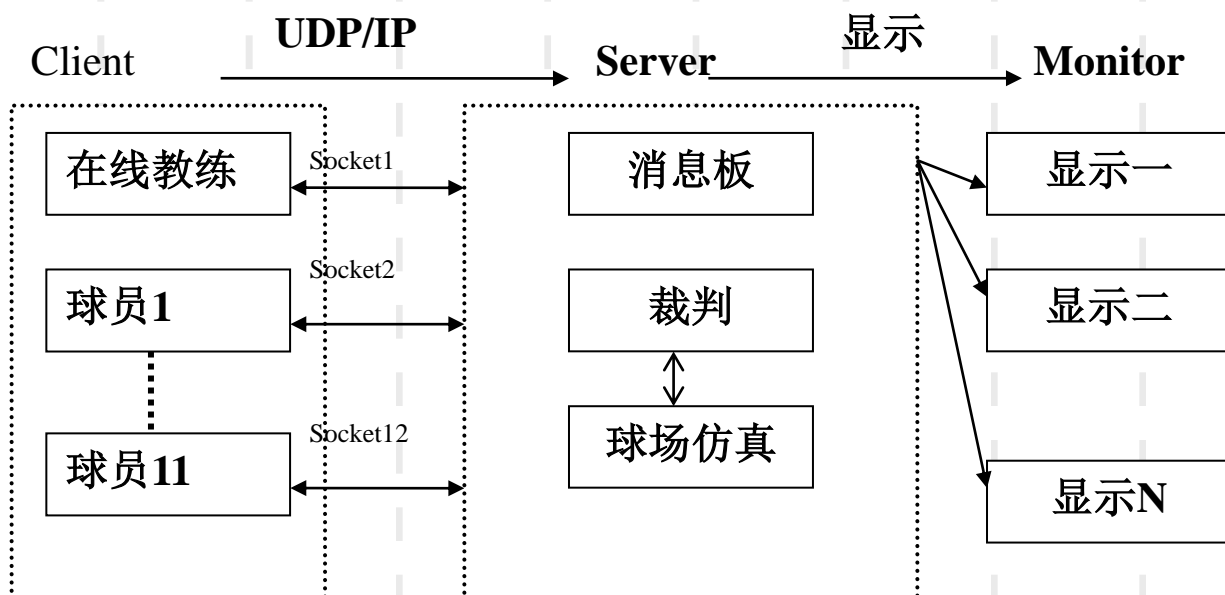 UDP/IP
显示
Client
Server
Monitor
在线教练
Socket1
消息板
显示一
球员1
Socket2
裁判
显示二
球员11
Socket12
球场仿真
显示N